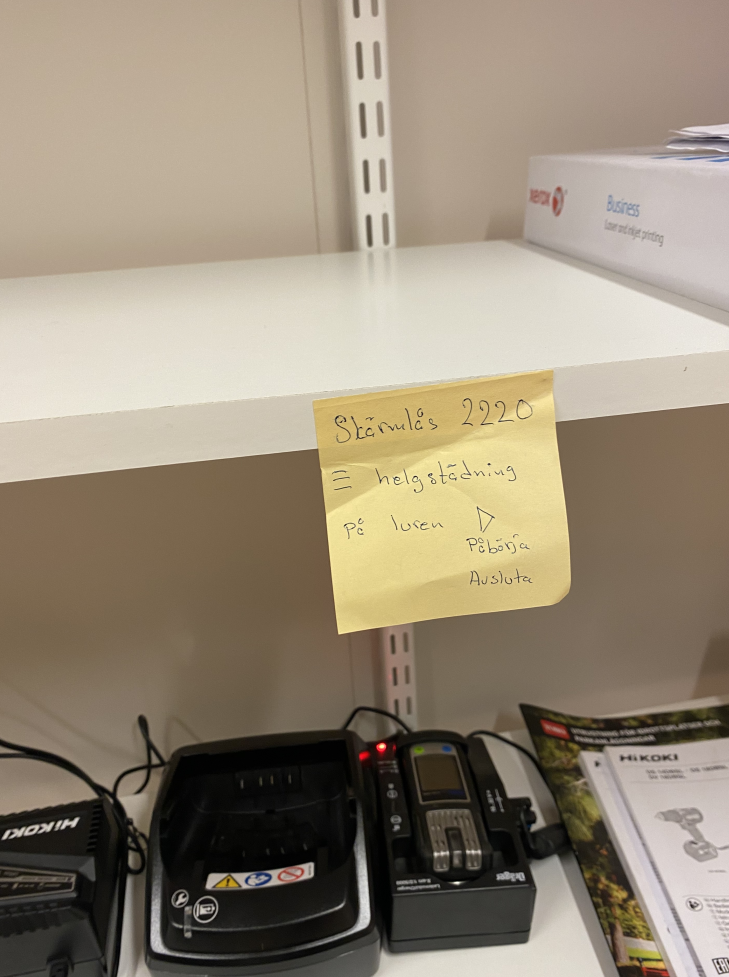 xerox
Business
Laser and inkjet printing
Skärmlås 2220
helgstädning
på luren
Påbörja
Avsluta
HiKOKI
Dräger
HiKOKI